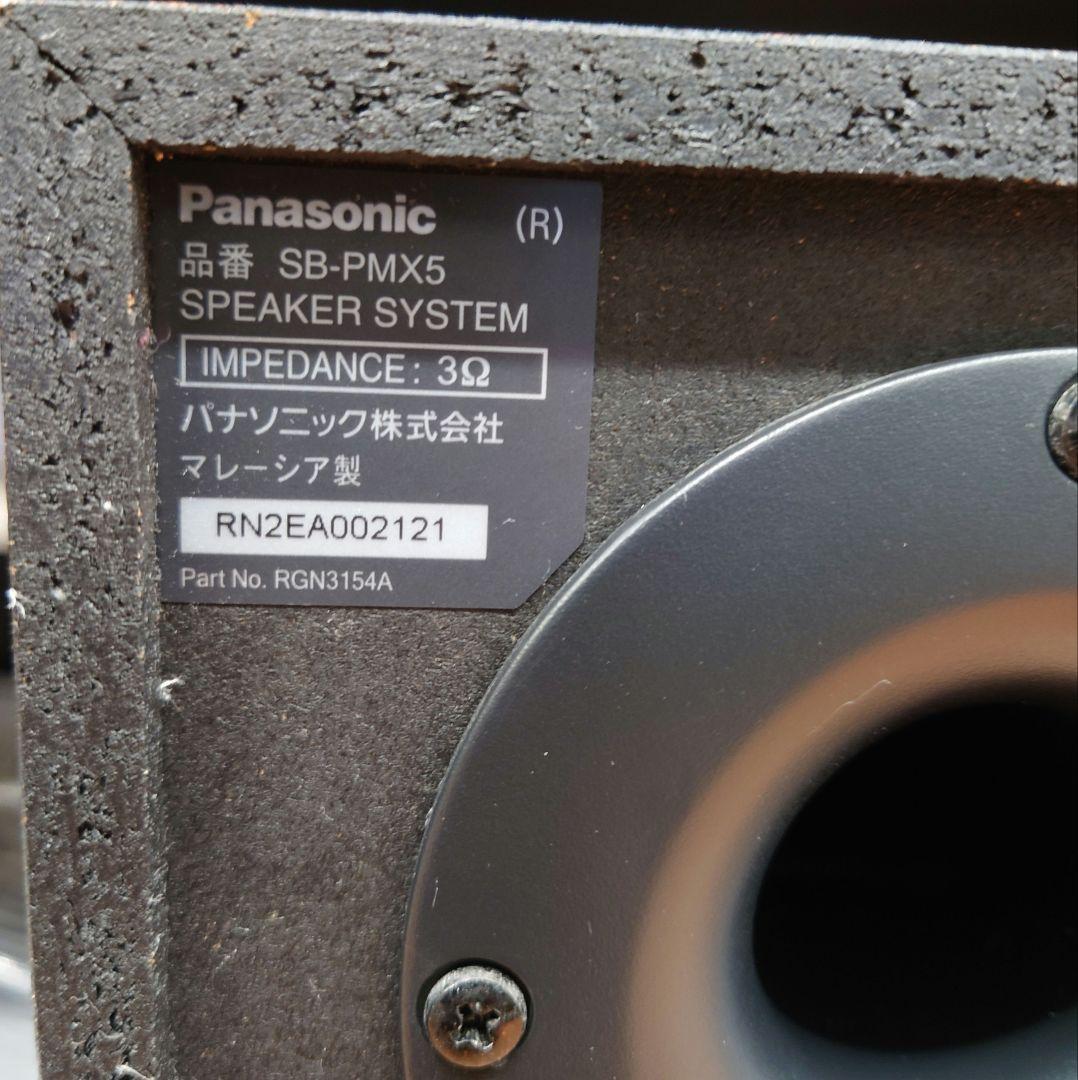 Panasonic (R)
品番 SB-PMX5
SPEAKER SYSTEM
IMPEDANCE: 3Ω
パナソニック株式会社
マレーシア製
RN2EA002121
Part No. RGN3154A